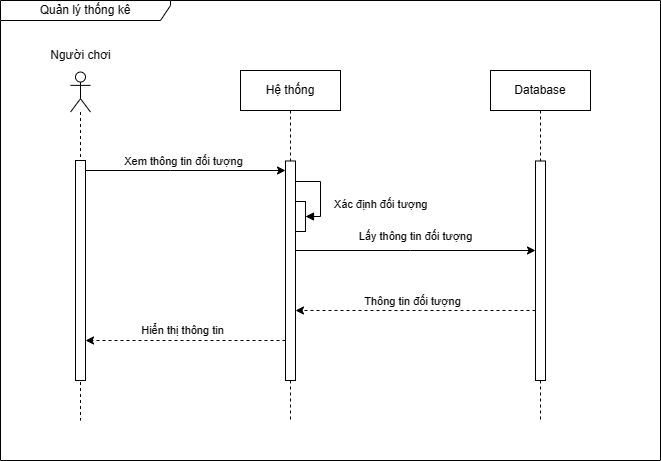 Quản lý thống kê
Người chơi
Hệ thống
Database
Xem thông tin đối tượng
Xác định đối tượng
Lấy thông tin đối tượng
Thông tin đối tượng
Hiển thị thông tin